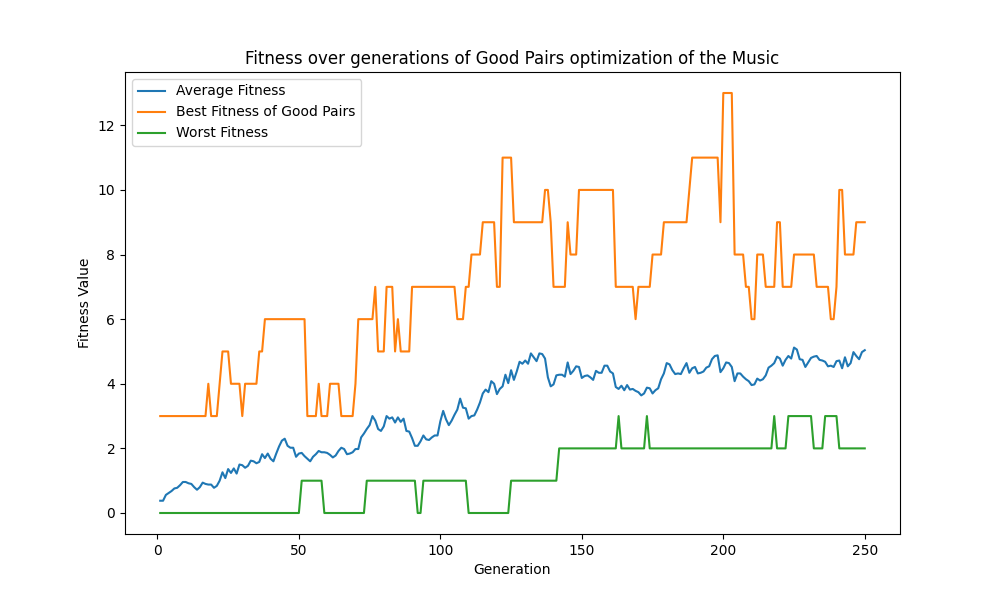 Fitness over generations of Good Pairs optimization of the Music
Average Fitness
Best Fitness of Good Pairs
Worst Fitness
Fitness Value
12
10
8
6
4
2
0
0 50 100 150 200 250
Generation